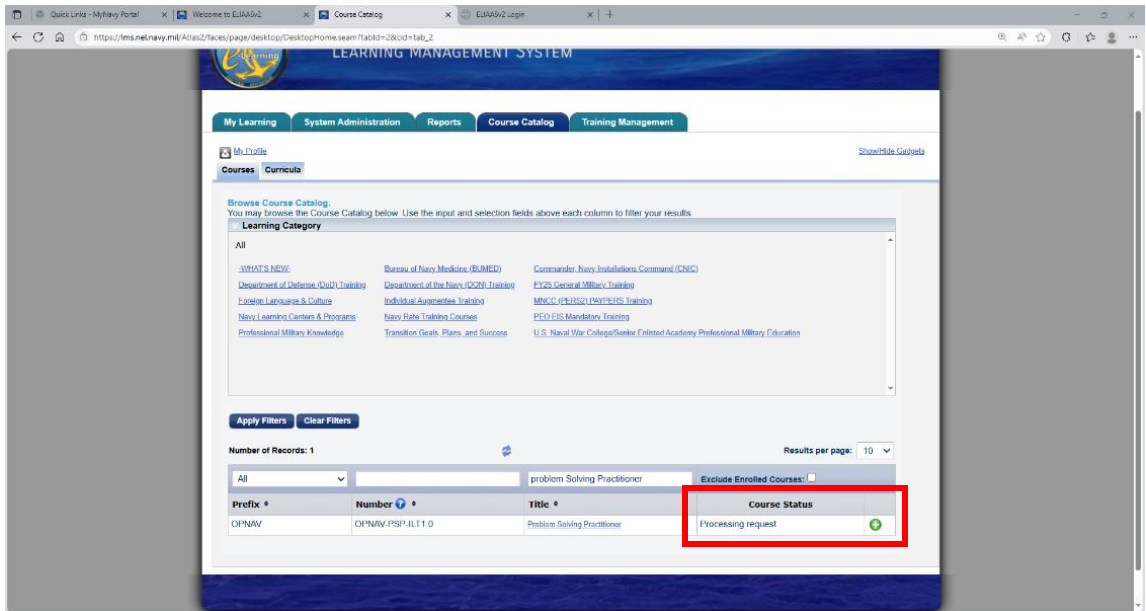 Quick Links - MyNavy Portal
Welcome to ELIAASv2
Course Catalog
ELIAASv2 Login
https://lms.nel.navy.mil/Atlas2/faces/page/desktop/DesktopHome.seam?tabId=2&cid=tab_2
e-Learning
LEARNING MANAGEMENT SYSTEM
My Learning System Administration Reports Course Catalog Training Management
My Profile Show/Hide Gadgets
Courses Curricula
Browse Course Catalog.
You may browse the Course Catalog below. Use the input and selection fields above each column to filter your results
Learning Category
All
-WHAT'S NEW- Bureau of Navy Medicine (BUMED) Commander, Navy Installations Command (CNIC)
Department of Defense (DoD) Training Department of the Navy (DON) Training FY25 General Military Training
Foreign Language & Culture Individual Augmentee Training MNCC (PERS2) PAYPERS Training
Navy Learning Centers & Programs Navy Rate Training Courses PEO EIS Mandatory Training
Professional Military Knowledge Transition Goals, Plans, and Success U.S. Naval War College/Senior Enlisted Academy Professional Military Education
Apply Filters Clear Filters
Number of Records: 1 Results per page: 10
All problem Solving Practitioner Exclude Enrolled Courses:
Prefix Number Title Course Status
OPNAV OPNAV-PSP-ILT1.0 Problem Solving Practitioner Processing request